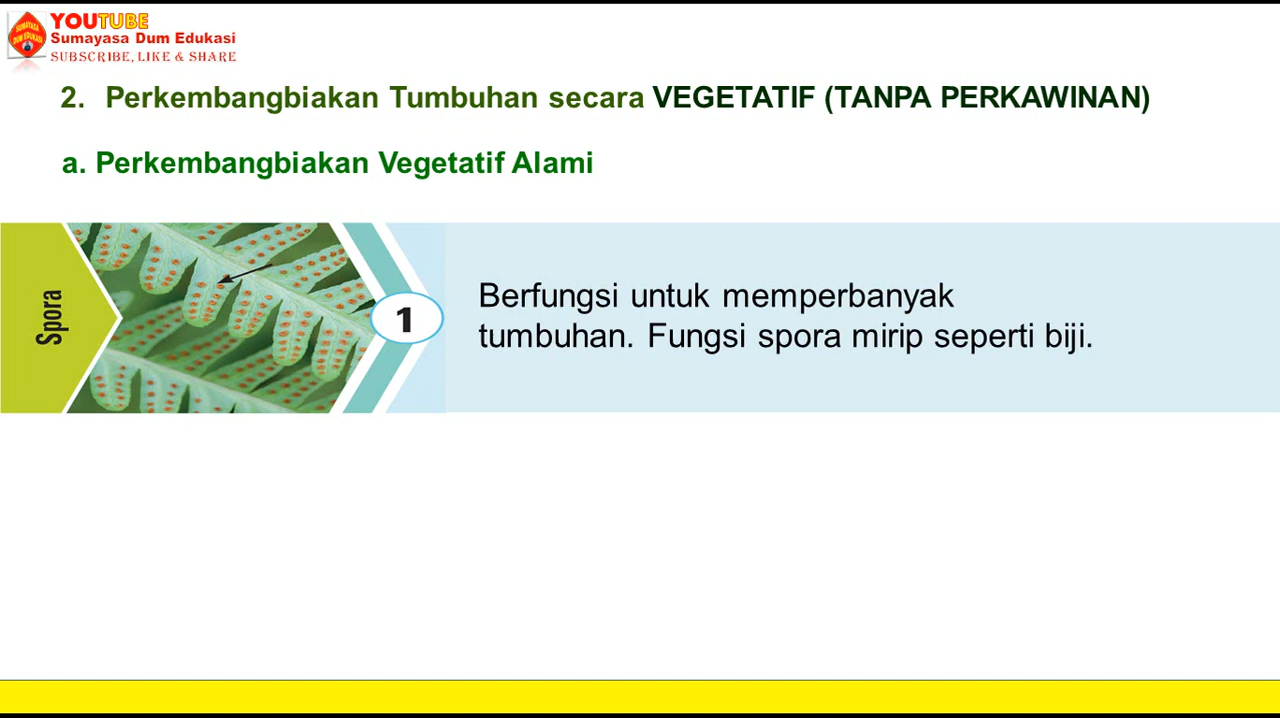 YOUTUBE
Sumayasa Dum Edukasi
SUBSCRIBE, LIKE & SHARE
2. Perkembangbiakan Tumbuhan secara VEGETATIF (TANPA PERKAWINAN)
a. Perkembangbiakan Vegetatif Alami
Spora
1
Berfungsi untuk memperbanyak
tumbuhan. Fungsi spora mirip seperti biji.